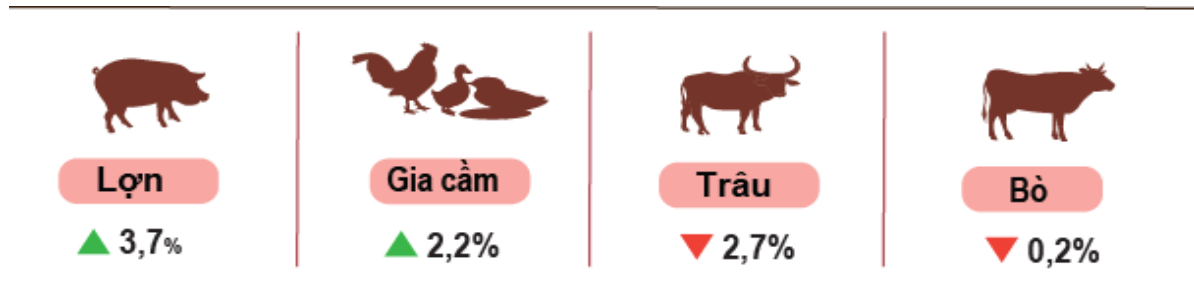 Lợn
3,7%
Gia cầm
2,2%
Trâu
2,7%
Bò
0,2%